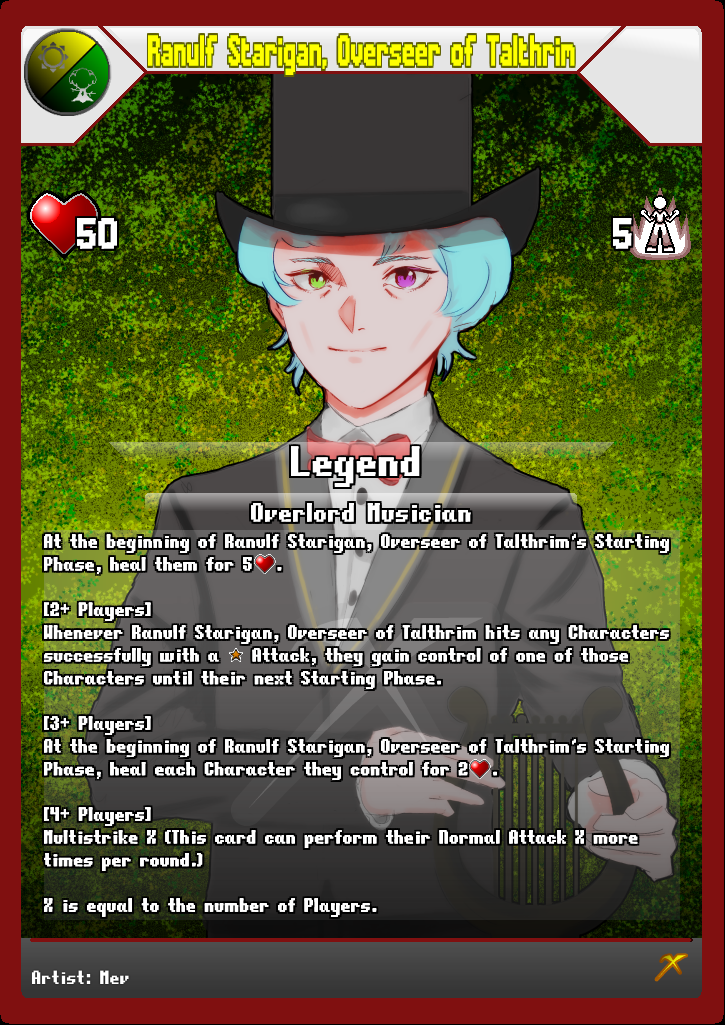 Ranulf Starigan, Overseer of Talthrim
50
5
Legend
Overlord Musician
At the beginning of Ranulf Starigan, Overseer of Talthrim's Starting
Phase, heal them for 5.
[2+ Players]
Whenever Ranulf Starigan, Overseer of Talthrim hits any Characters
successfully with a Attack, they gain control of one of those
Characters until their next Starting Phase.
[3+ Players]
At the beginning of Ranulf Starigan, Overseer of Talthrim's Starting
Phase, heal each Character they control for 2.
[4+ Players]
Multistrike X (This card can perform their Normal Attack X more
times per round.)
X is equal to the number of Players.
Artist: Mev